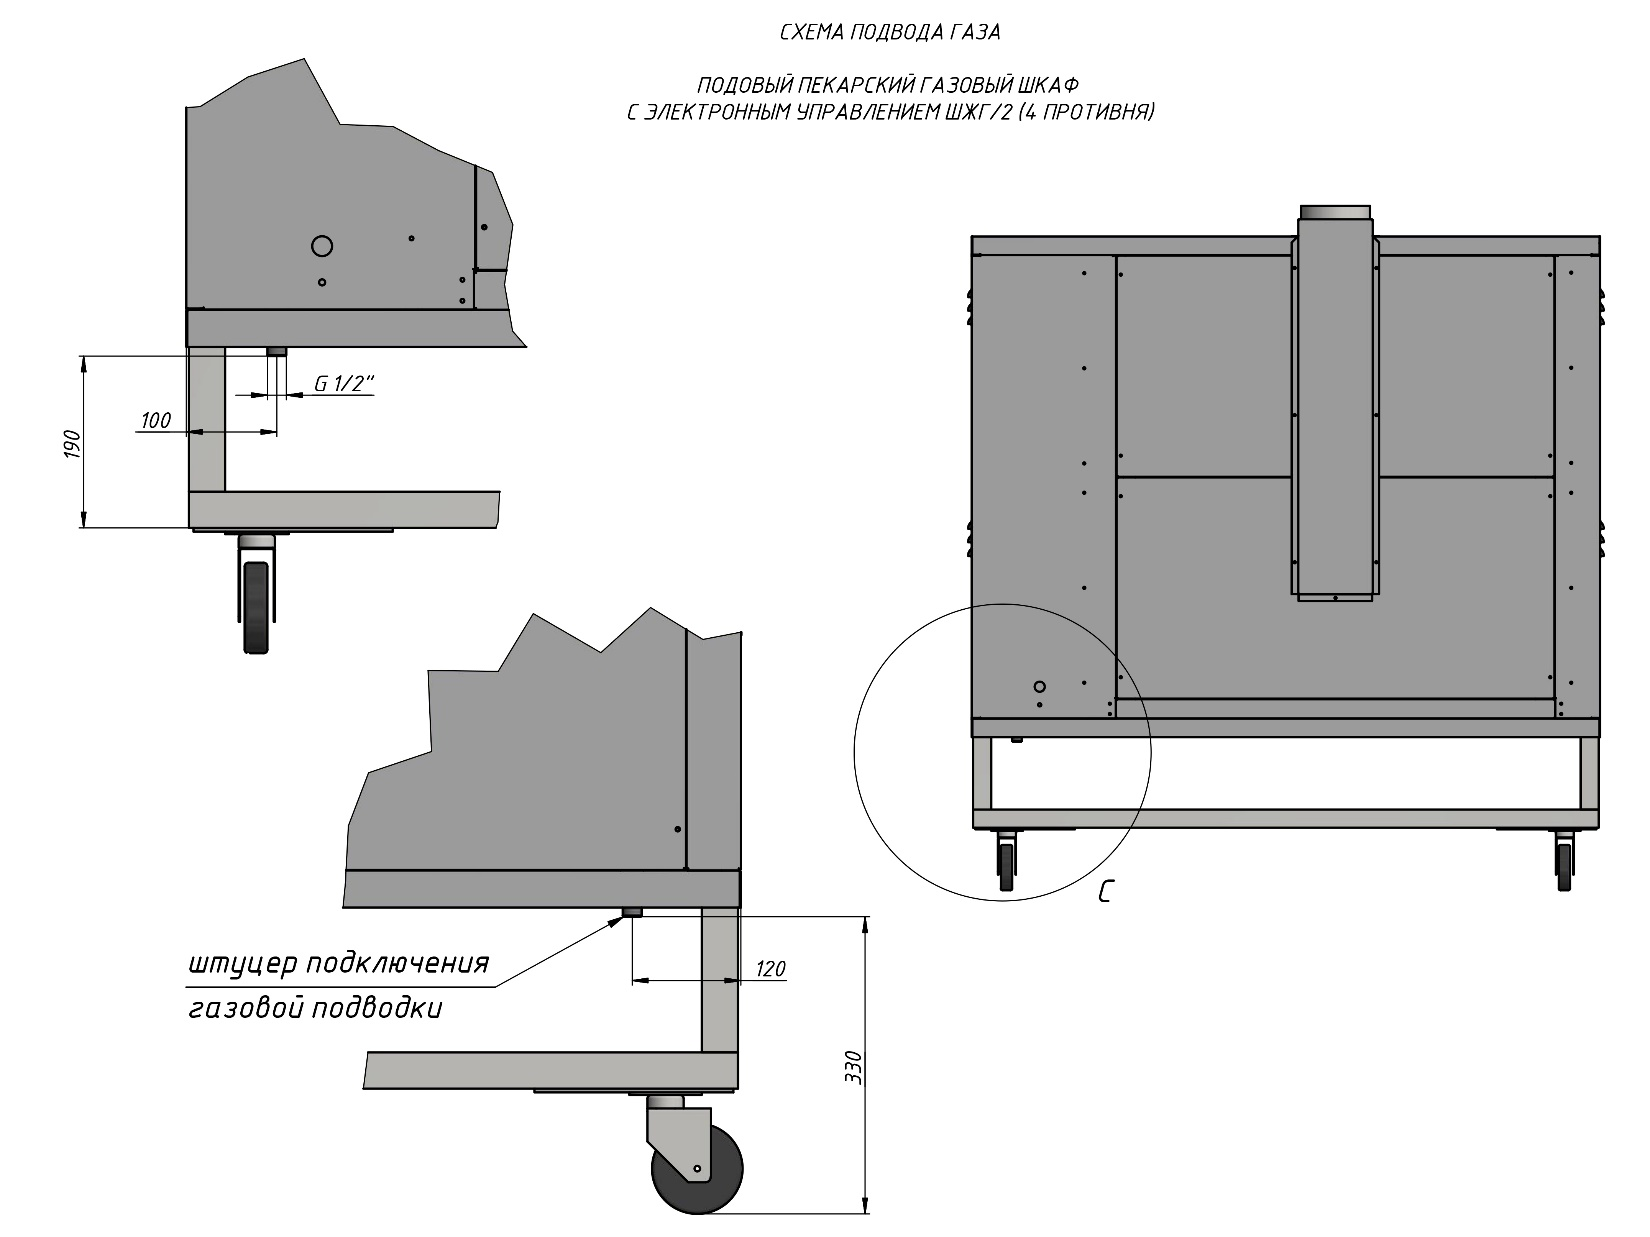 СХЕМА ПОДВОДА ГАЗА
ПОДОВЫЙ ПЕКАРСКИЙ ГАЗОВЫЙ ШКАФ
С ЭЛЕКТРОННЫМ УПРАВЛЕНИЕМ ШЖГ/2 (4 ПРОТИВНЯ)
G 1/2"
100
190
С
штуцер подключения
газовой подводки
120
330